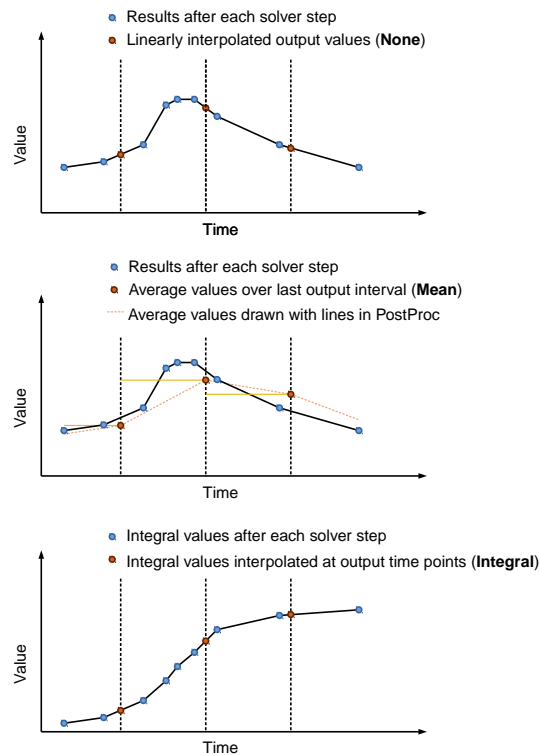 Results after each solver step
Linearly interpolated output values (None)
Value
Time
Results after each solver step
Average values over last output interval (Mean)
Average values drawn with lines in PostProc
Value
Time
Integral values after each solver step
Integral values interpolated at output time points (Integral)
Value
Time